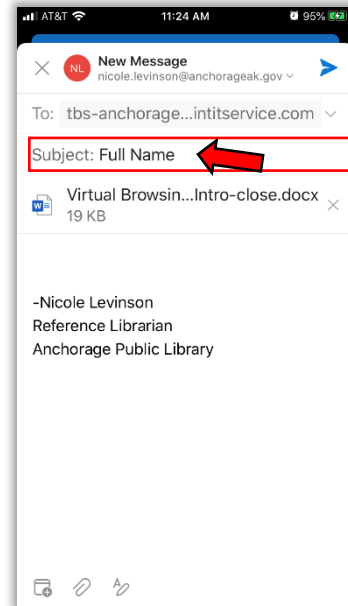 AT&T 11:24 AM 95%
NL New Message
nicole.levinson@anchorageak.gov
To: tbs-anchorage...intitservice.com
Subject: Full Name
Virtual Browsin...Intro-close.docx
W 19 KB
-Nicole Levinson
Reference Librarian
Anchorage Public Library